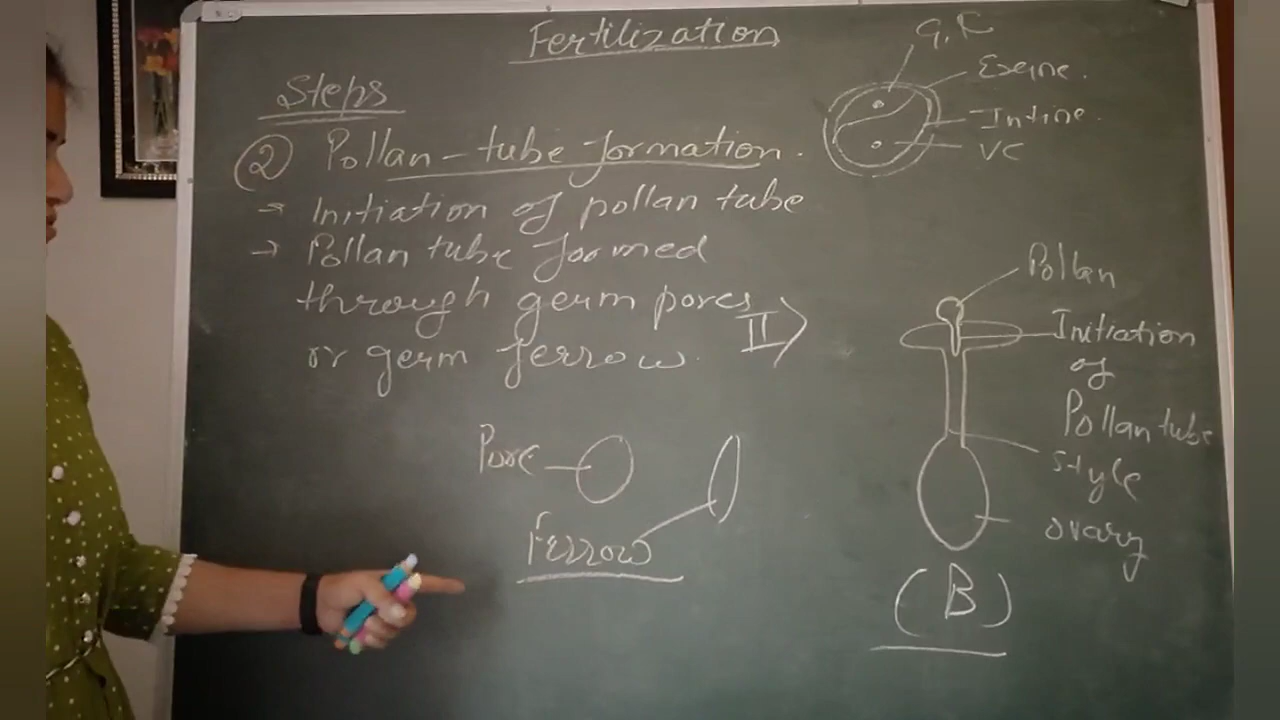 Fertilization
Steps
② Pollan-tube formation.
→ Initiation of pollan tube
→ Pollan tube formed
through germ pores
or germ ferrow.
II
Pore
Ferrow
G.C
Exine.
Intine.
VC
Pollan
Initiation
of
Pollan tube
Style
ovary
(B)